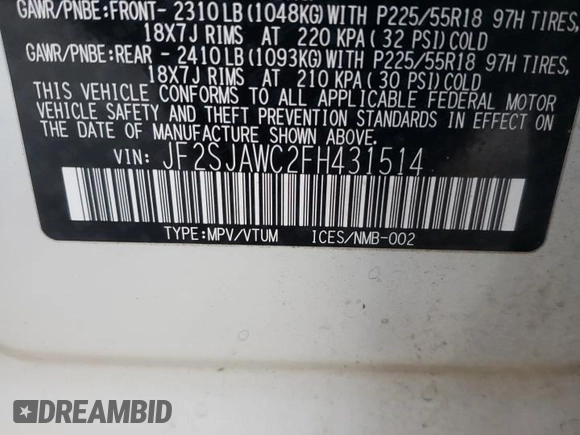 GAWR/PNBE:FRONT- 2310 LB (1048KG) WITH P225/55R18 97H TIRES,
18X7J RIMS AT 220 KPA ( 32 PSI) COLD
GAWR/PNBE:REAR - 2410 LB (1093KG) WITH P225/55R18 97H TIRES,
18X7J RIMS AT 210 KPA ( 30 PSI) COLD
THIS VEHICLE CONFORMS TO ALL APPLICABLE FEDERAL MOTOR
VEHICLE SAFETY AND THEFT PREVENTION STANDARDS IN EFFECT ON
THE DATE OF MANUFACTURE SHOWN ABOVE.
VIN: JF2SJAWC2FH431514
TYPE:MPV/VTUM ICES/NMB-002
DREAMBID